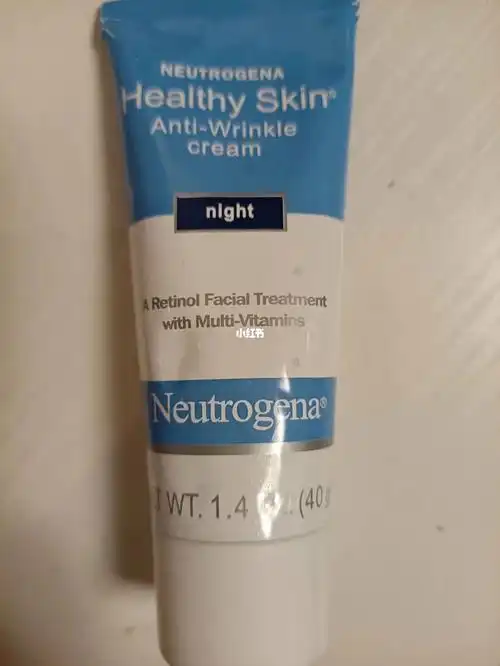 NEUTROGENA
Healthy Skin®
Anti-Wrinkle
cream
night
A Retinol Facial Treatment
with Multi-Vitamins
小红书
Neutrogena®
WT. 1.4 (40g